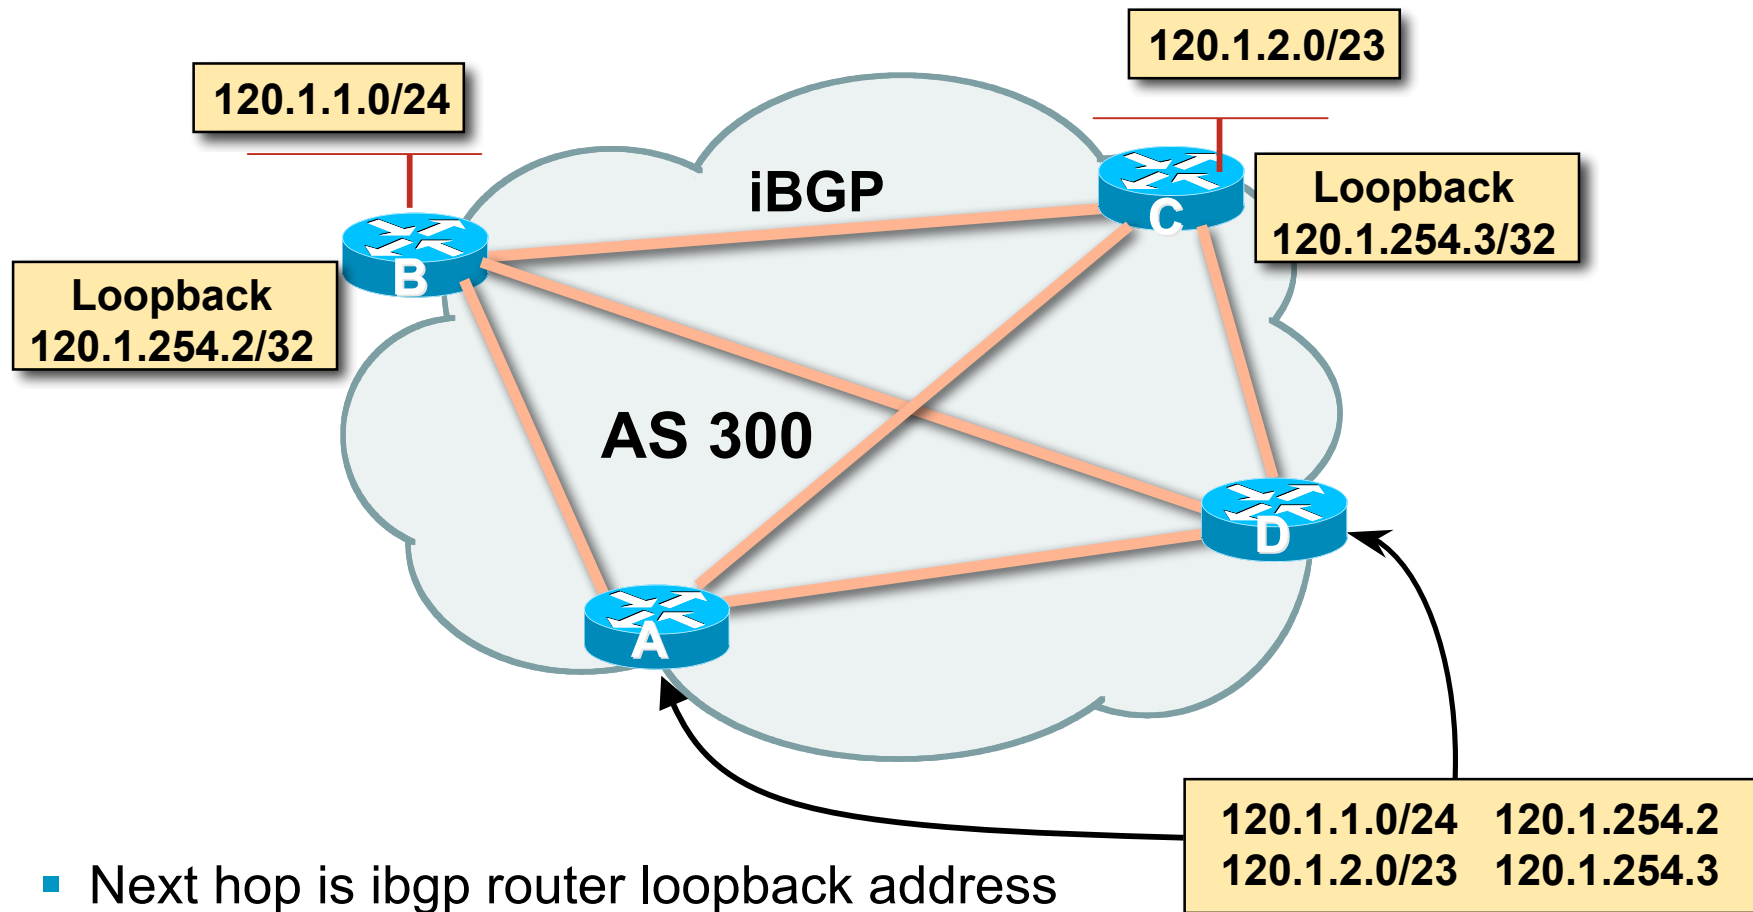 120.1.2.0/23
120.1.1.0/24
iBGP
C
Loopback
120.1.254.3/32
B
Loopback
120.1.254.2/32
AS 300
D
A
120.1.1.0/24 120.1.254.2
120.1.2.0/23 120.1.254.3
▪ Next hop is ibgp router loopback address